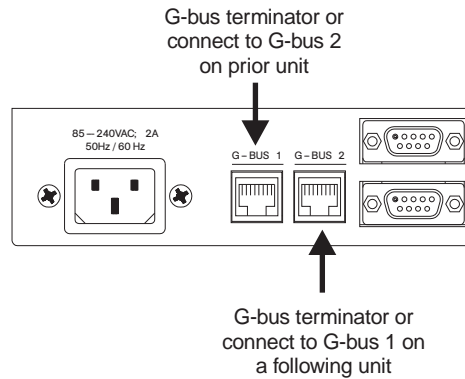 G-bus terminator or
connect to G-bus 2
on prior unit
85–240VAC; 2A
50Hz / 60 Hz
G–BUS 1
G–BUS 2
G-bus terminator or
connect to G-bus 1 on
a following unit